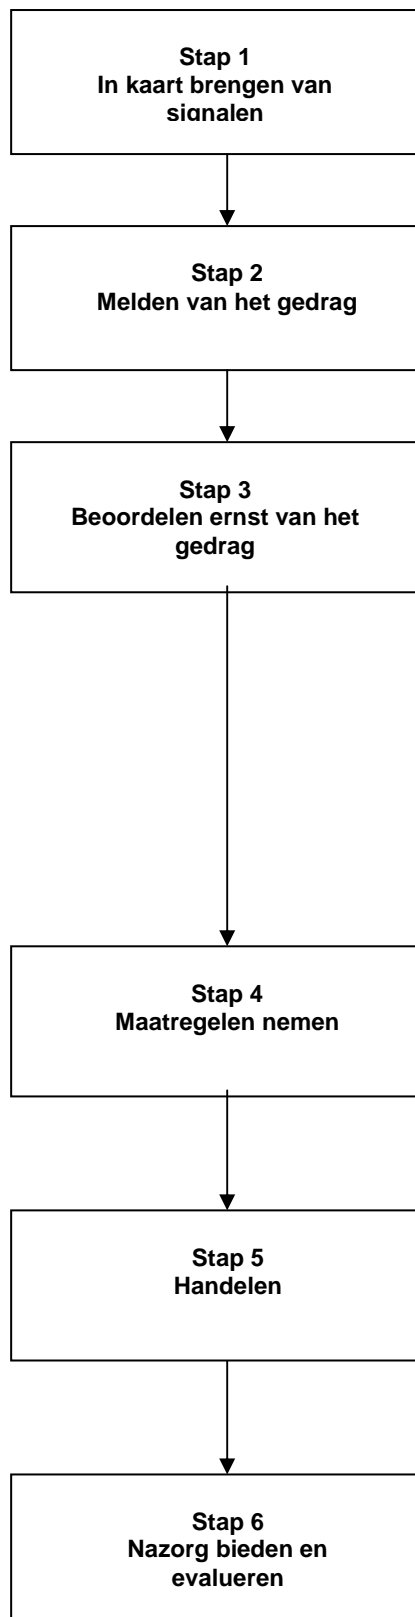 Stap 1
In kaart brengen van
signalen
Stap 2
Melden van het gedrag
Stap 3
Beoordelen ernst van het
gedrag
Stap 4
Maatregelen nemen
Stap 5
Handelen
Stap 6
Nazorg bieden en
evalueren